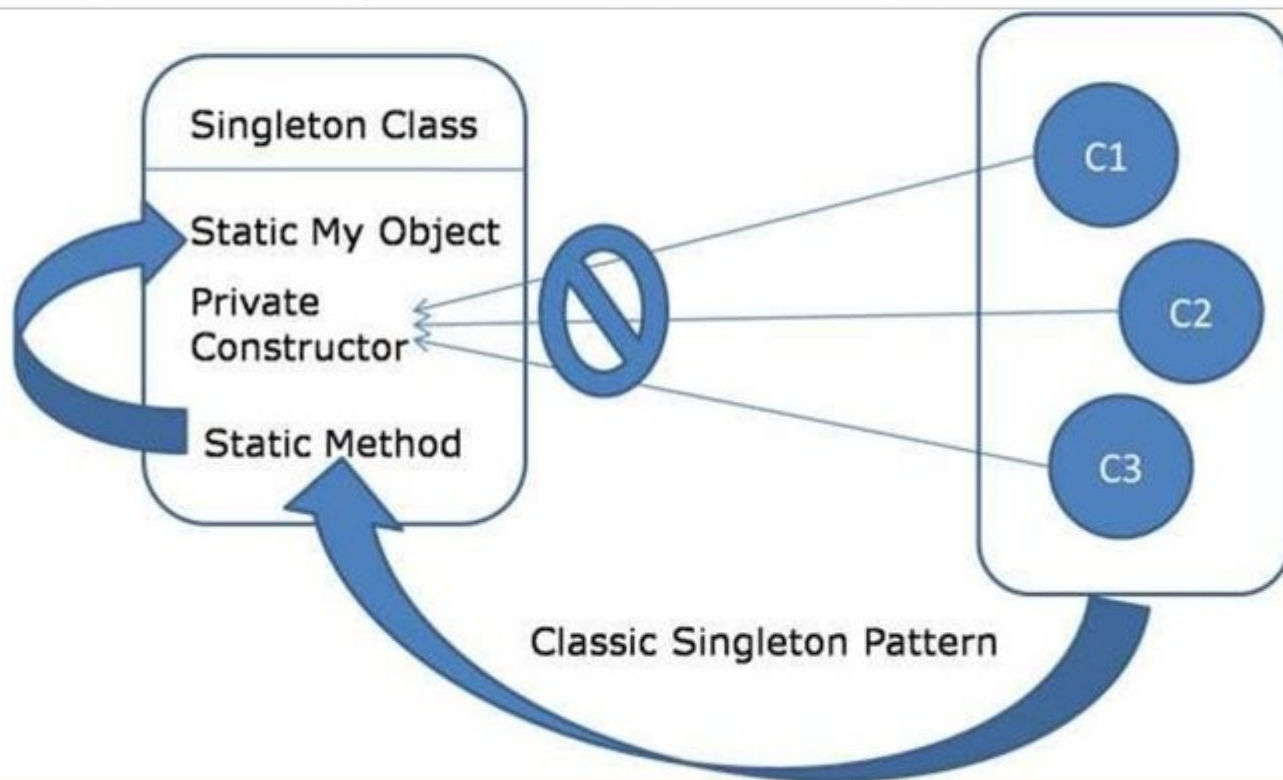 Singleton Class
Static My Object
Private
Constructor
Static Method
C1
C2
C3
Classic Singleton Pattern